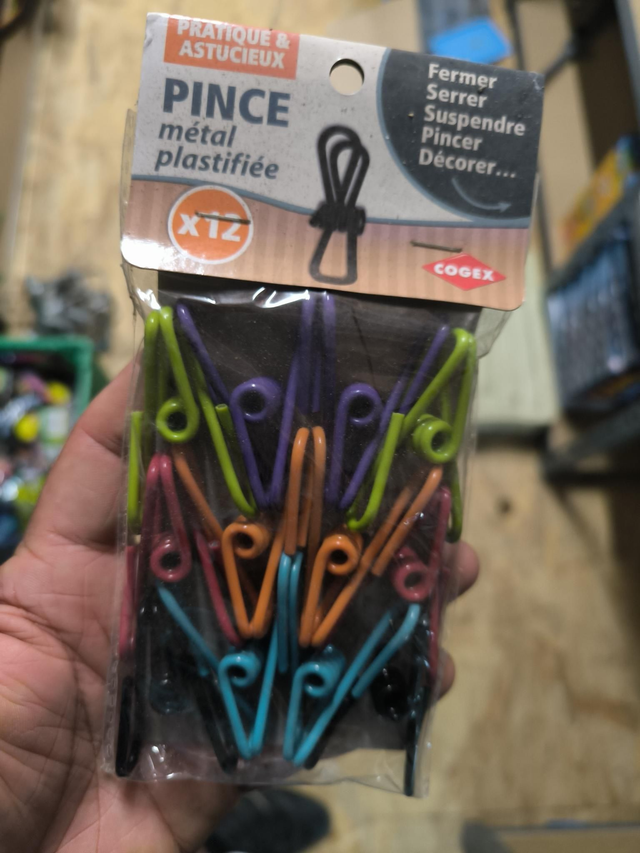 PRATIQUE &
ASTUCIEUX
PINCE
métal
plastifiée
x12
Fermer
Serrer
Suspendre
Pincer
Décorer...
COGEX